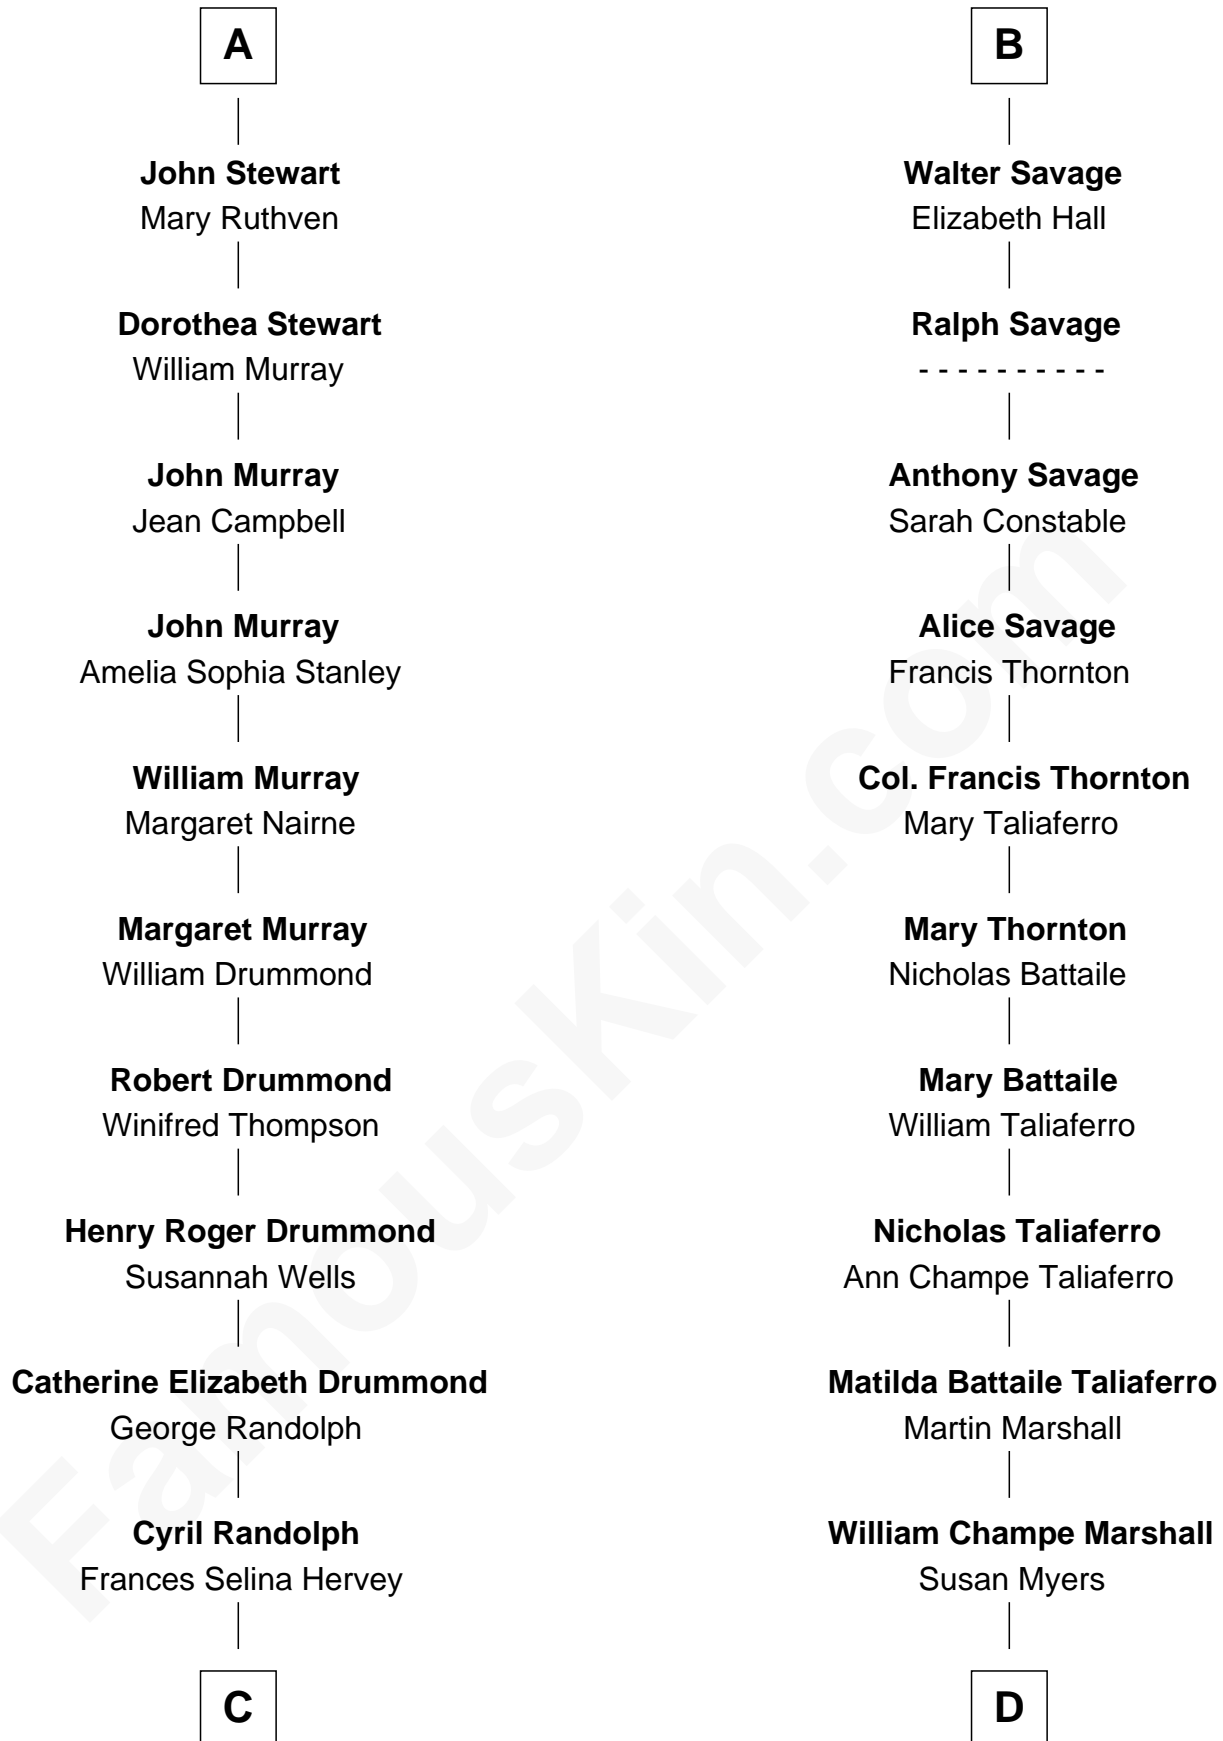 A
John Stewart
Mary Ruthven
Dorothea Stewart
William Murray
John Murray
Jean Campbell
John Murray
Amelia Sophia Stanley
William Murray
Margaret Nairne
Margaret Murray
William Drummond
Robert Drummond
Winifred Thompson
Henry Roger Drummond
Susannah Wells
Catherine Elizabeth Drummond
George Randolph
Cyril Randolph
Frances Selina Hervey
C
B
Walter Savage
Elizabeth Hall
Ralph Savage
- - - - - - - - - -
Anthony Savage
Sarah Constable
Alice Savage
Francis Thornton
Col. Francis Thornton
Mary Taliaferro
Mary Thornton
Nicholas Battaile
Mary Battaile
William Taliaferro
Nicholas Taliaferro
Ann Champe Taliaferro
Matilda Battaile Taliaferro
Martin Marshall
William Champe Marshall
Susan Myers
D
FamousKin.com